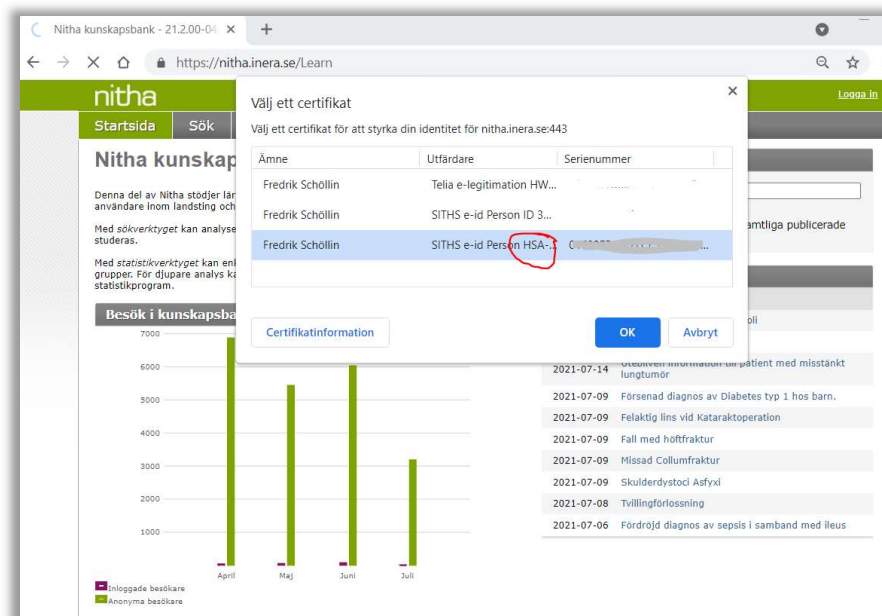 Nitha kunskapsbank - 21.2.00-04
https://nitha.inera.se/Learn
nitha
Logga in
Startsida Sök
Nitha kunskap
Denna del av Nitha stödjer lär
användare inom landsting och
Med sökverktyget kan analyse
studeras.
Med statistikverktyget kan enk
grupper. För djupare analys ka
statistikprogram.
Välj ett certifikat
Välj ett certifikat för att styrka din identitet för nitha.inera.se:443
Ämne Utfärdare Serienummer
Fredrik Schöllin Telia e-legitimation HW...
Fredrik Schöllin SITHS e-id Person ID 3...
Fredrik Schöllin SITHS e-id Person HSA-... ...
Certifikatinformation OK Avbryt
amtliga publicerade
Besök i kunskapsba
7000
6000
5000
4000
3000
2000
1000
April Maj Juni Juli
Inloggade besökare
Anonyma besökare
oli
2021-07-14 Utebliven information till patient med misstänkt
lungtumör
2021-07-09 Försenad diagnos av Diabetes typ 1 hos barn.
2021-07-09 Felaktig lins vid Kataraktoperation
2021-07-09 Fall med höftfraktur
2021-07-09 Missad Collumfraktur
2021-07-09 Skulderdystoci Asfyxi
2021-07-08 Tvillingförlossning
2021-07-06 Fördröjd diagnos av sepsis i samband med ileus